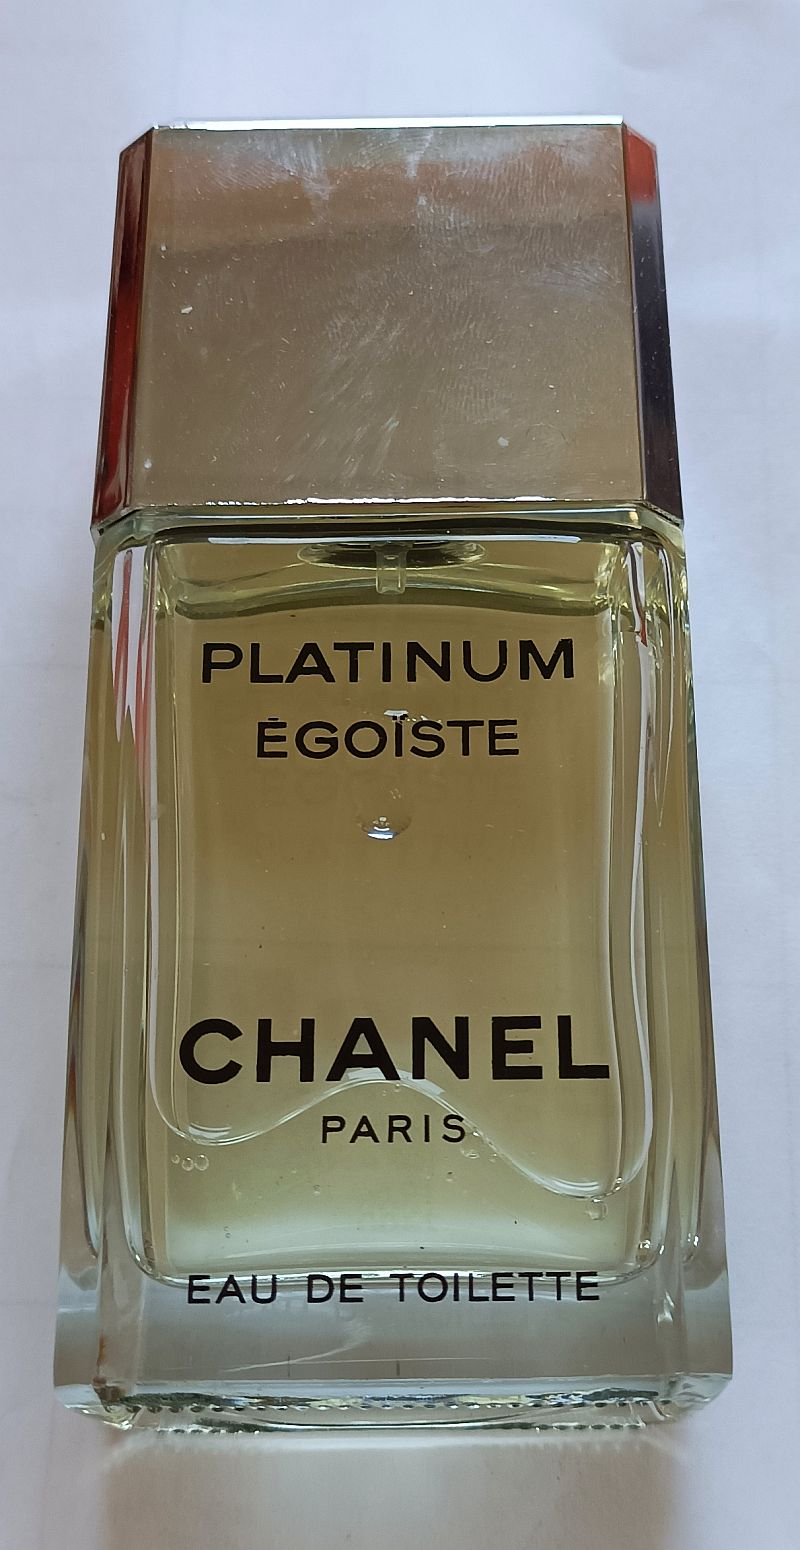 PLATINUM
ÉGOÏSTE
CHANEL
PARIS
EAU DE TOILETTE